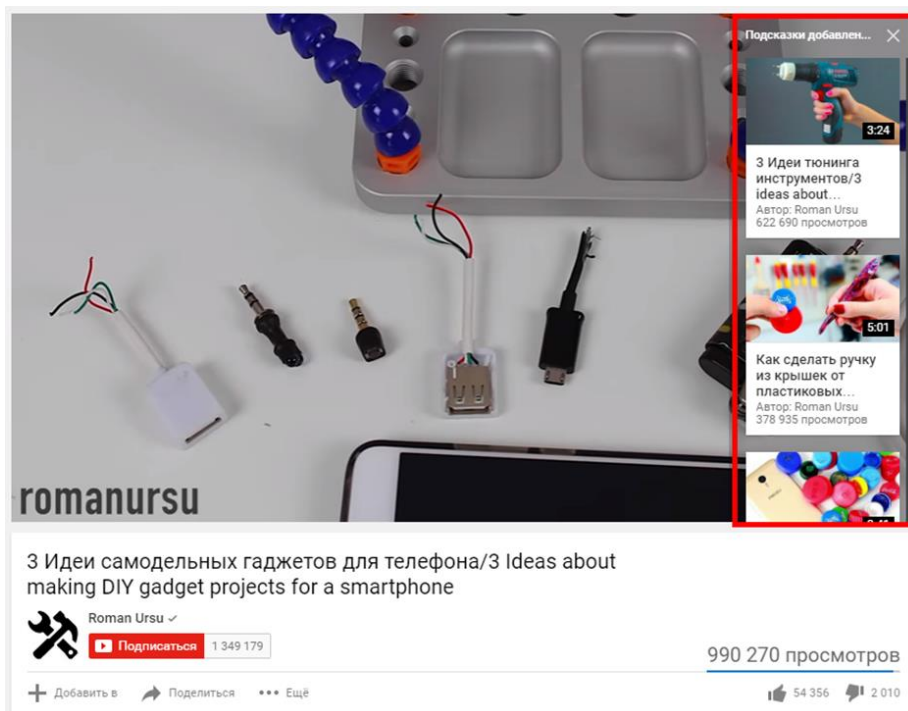 Подсказки добавлен...
3:24
3 Идеи тюнинга
инструментов/3
ideas about...
Автор: Roman Ursu
622 690 просмотров
5:01
Как сделать ручку
из крышек от
пластиковых...
Автор: Roman Ursu
378 935 просмотров
romanursu
3 Идеи самодельных гаджетов для телефона/3 Ideas about
making DIY gadget projects for a smartphone
Roman Ursu
Подписаться 1 349 179
990 270 просмотров
Добавить в Поделиться Ещё 54 356 2 010